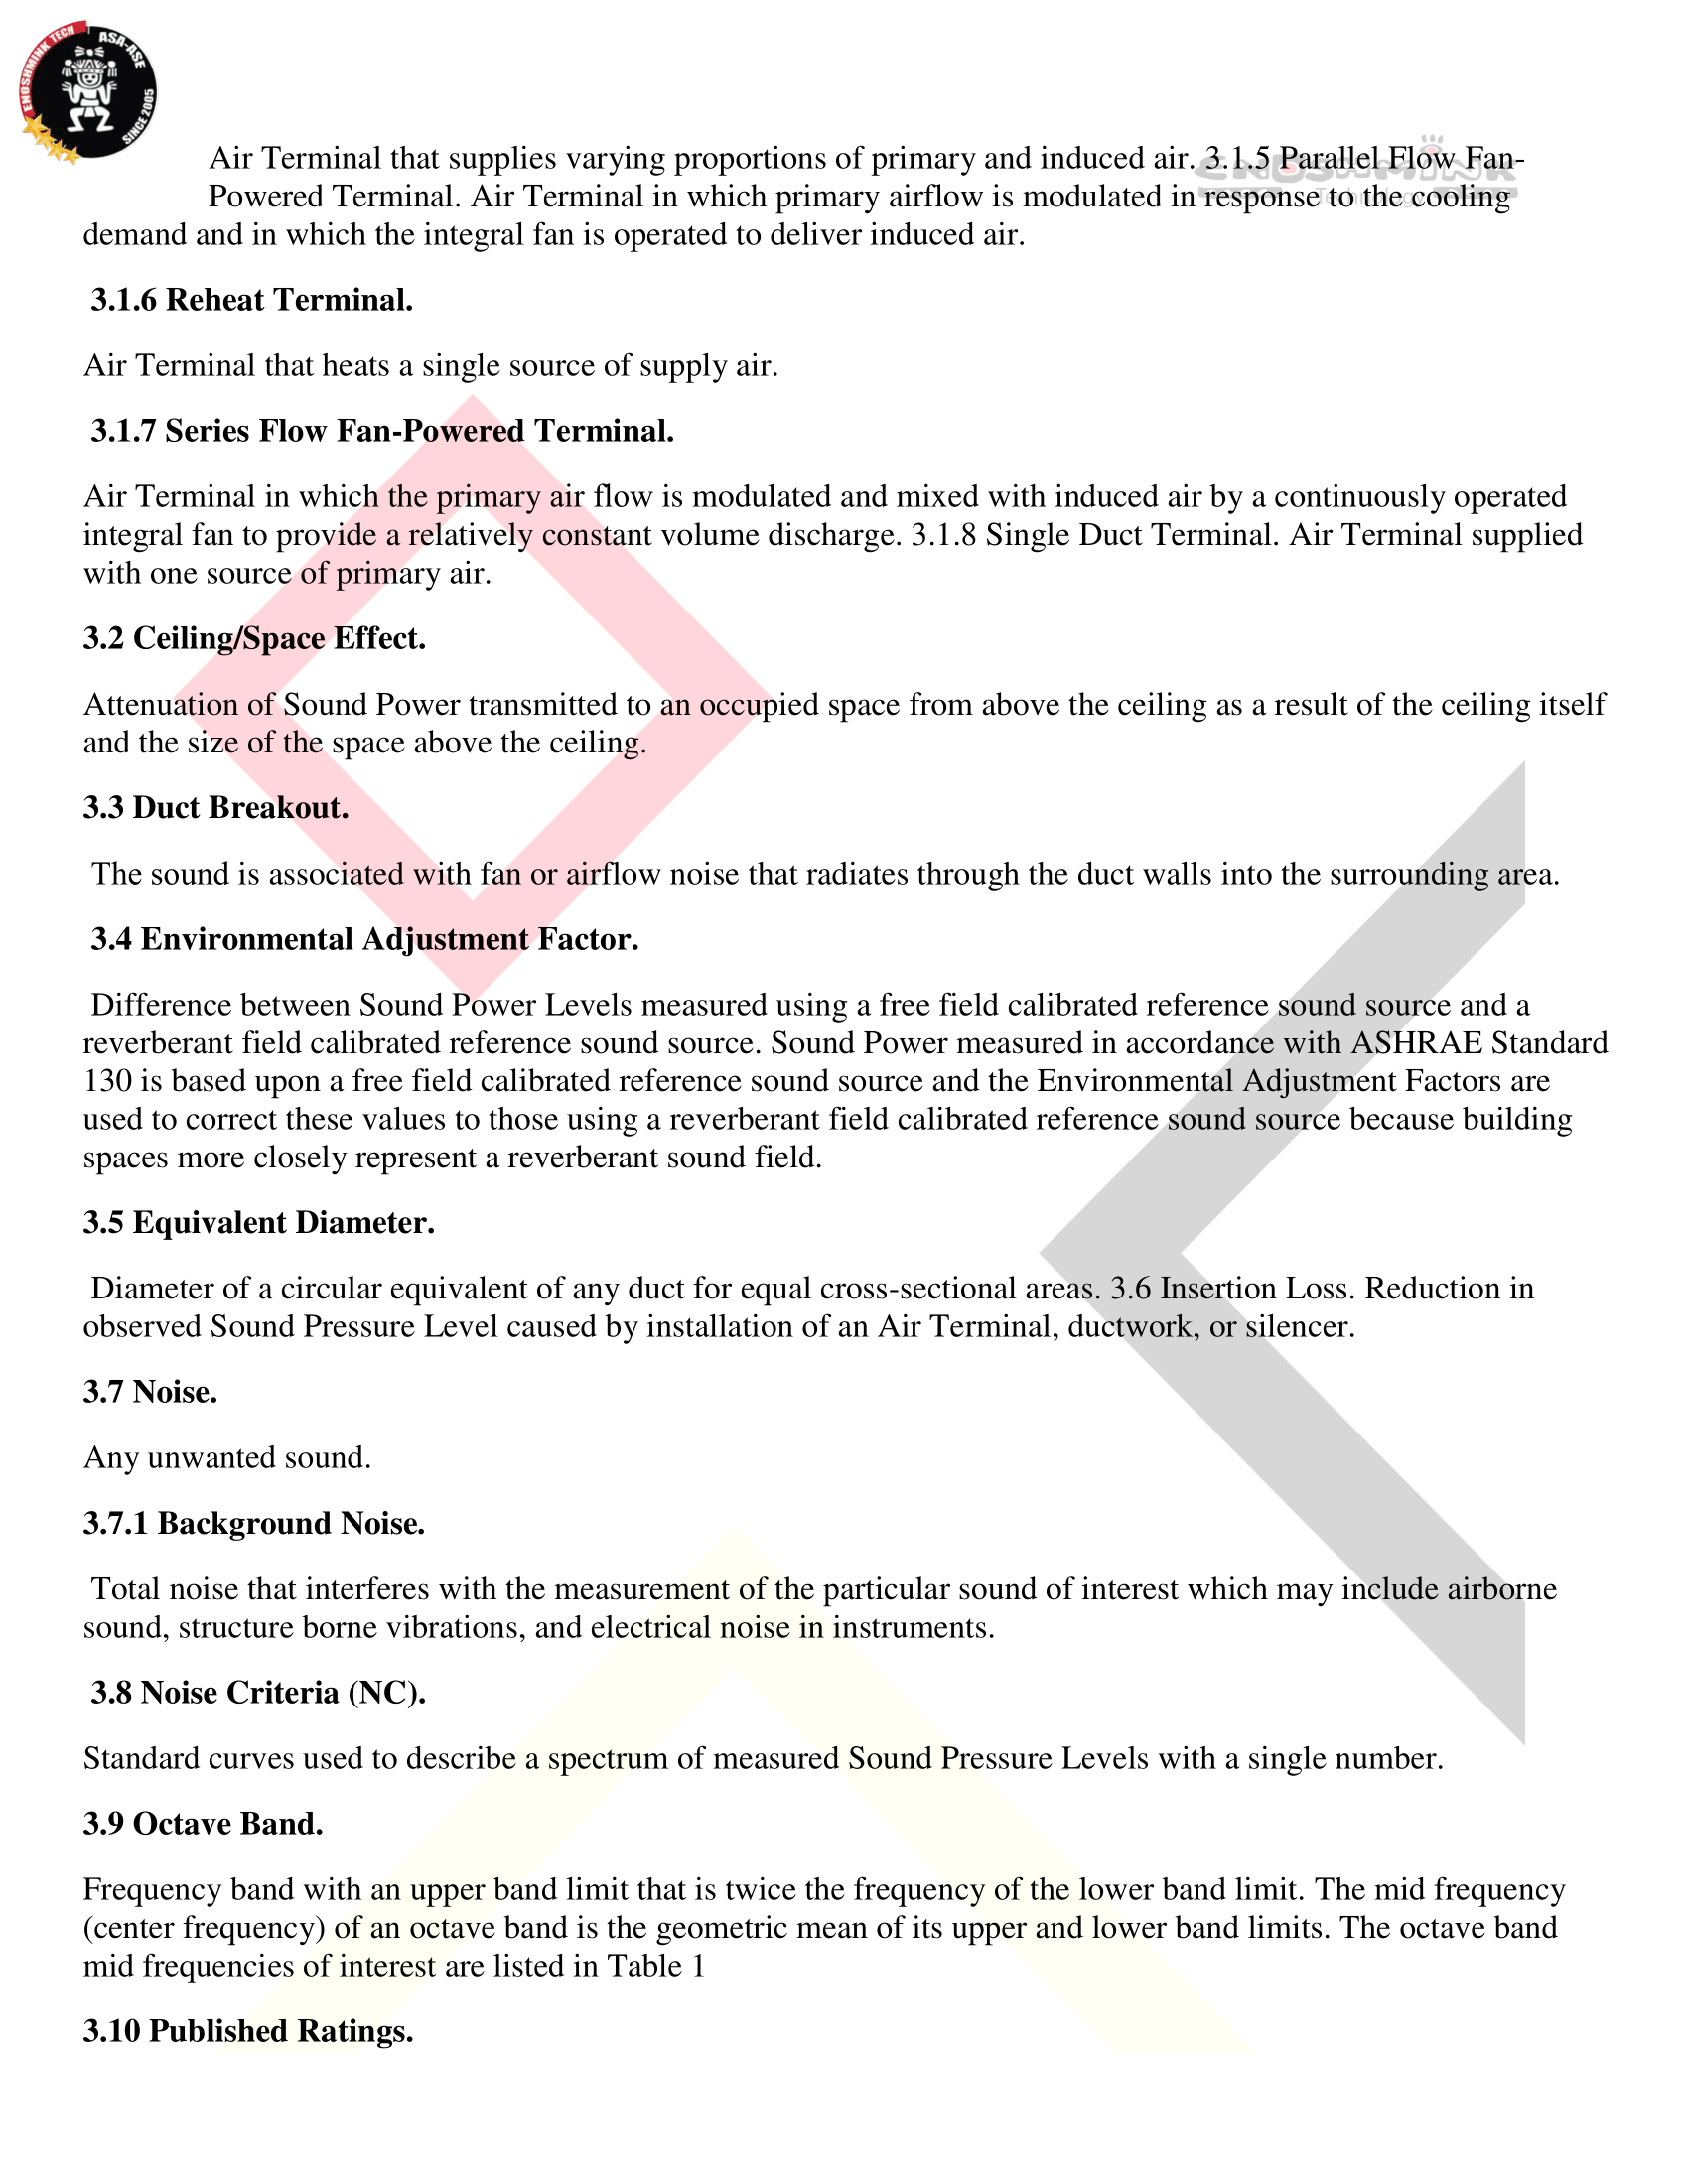 ENOSHMINK TECH
ASA-ASE
SINCE 2005
ENOSHMINK
Technology
Air Terminal that supplies varying proportions of primary and induced air. 3.1.5 Parallel Flow Fan-
Powered Terminal. Air Terminal in which primary airflow is modulated in response to the cooling
demand and in which the integral fan is operated to deliver induced air.
3.1.6 Reheat Terminal.
Air Terminal that heats a single source of supply air.
3.1.7 Series Flow Fan-Powered Terminal.
Air Terminal in which the primary air flow is modulated and mixed with induced air by a continuously operated
integral fan to provide a relatively constant volume discharge. 3.1.8 Single Duct Terminal. Air Terminal supplied
with one source of primary air.
3.2 Ceiling/Space Effect.
Attenuation of Sound Power transmitted to an occupied space from above the ceiling as a result of the ceiling itself
and the size of the space above the ceiling.
3.3 Duct Breakout.
The sound is associated with fan or airflow noise that radiates through the duct walls into the surrounding area.
3.4 Environmental Adjustment Factor.
Difference between Sound Power Levels measured using a free field calibrated reference sound source and a
reverberant field calibrated reference sound source. Sound Power measured in accordance with ASHRAE Standard
130 is based upon a free field calibrated reference sound source and the Environmental Adjustment Factors are
used to correct these values to those using a reverberant field calibrated reference sound source because building
spaces more closely represent a reverberant sound field.
3.5 Equivalent Diameter.
Diameter of a circular equivalent of any duct for equal cross-sectional areas. 3.6 Insertion Loss. Reduction in
observed Sound Pressure Level caused by installation of an Air Terminal, ductwork, or silencer.
3.7 Noise.
Any unwanted sound.
3.7.1 Background Noise.
Total noise that interferes with the measurement of the particular sound of interest which may include airborne
sound, structure borne vibrations, and electrical noise in instruments.
3.8 Noise Criteria (NC).
Standard curves used to describe a spectrum of measured Sound Pressure Levels with a single number.
3.9 Octave Band.
Frequency band with an upper band limit that is twice the frequency of the lower band limit. The mid frequency
(center frequency) of an octave band is the geometric mean of its upper and lower band limits. The octave band
mid frequencies of interest are listed in Table 1
3.10 Published Ratings.